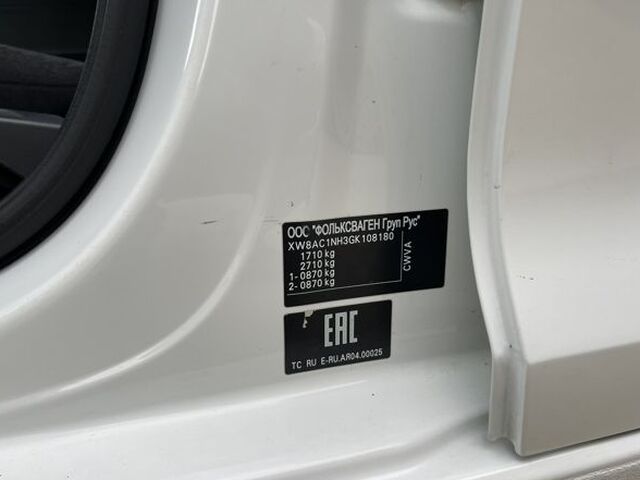 ООО "ФОЛЬКСВАГЕН Груп Рус"
XW8AC1NH3GK108180
1710 kg
2710 kg
1- 0870 kg
2- 0870 kg
CWVA
EAC
TC RU E-RU.AR04.00025